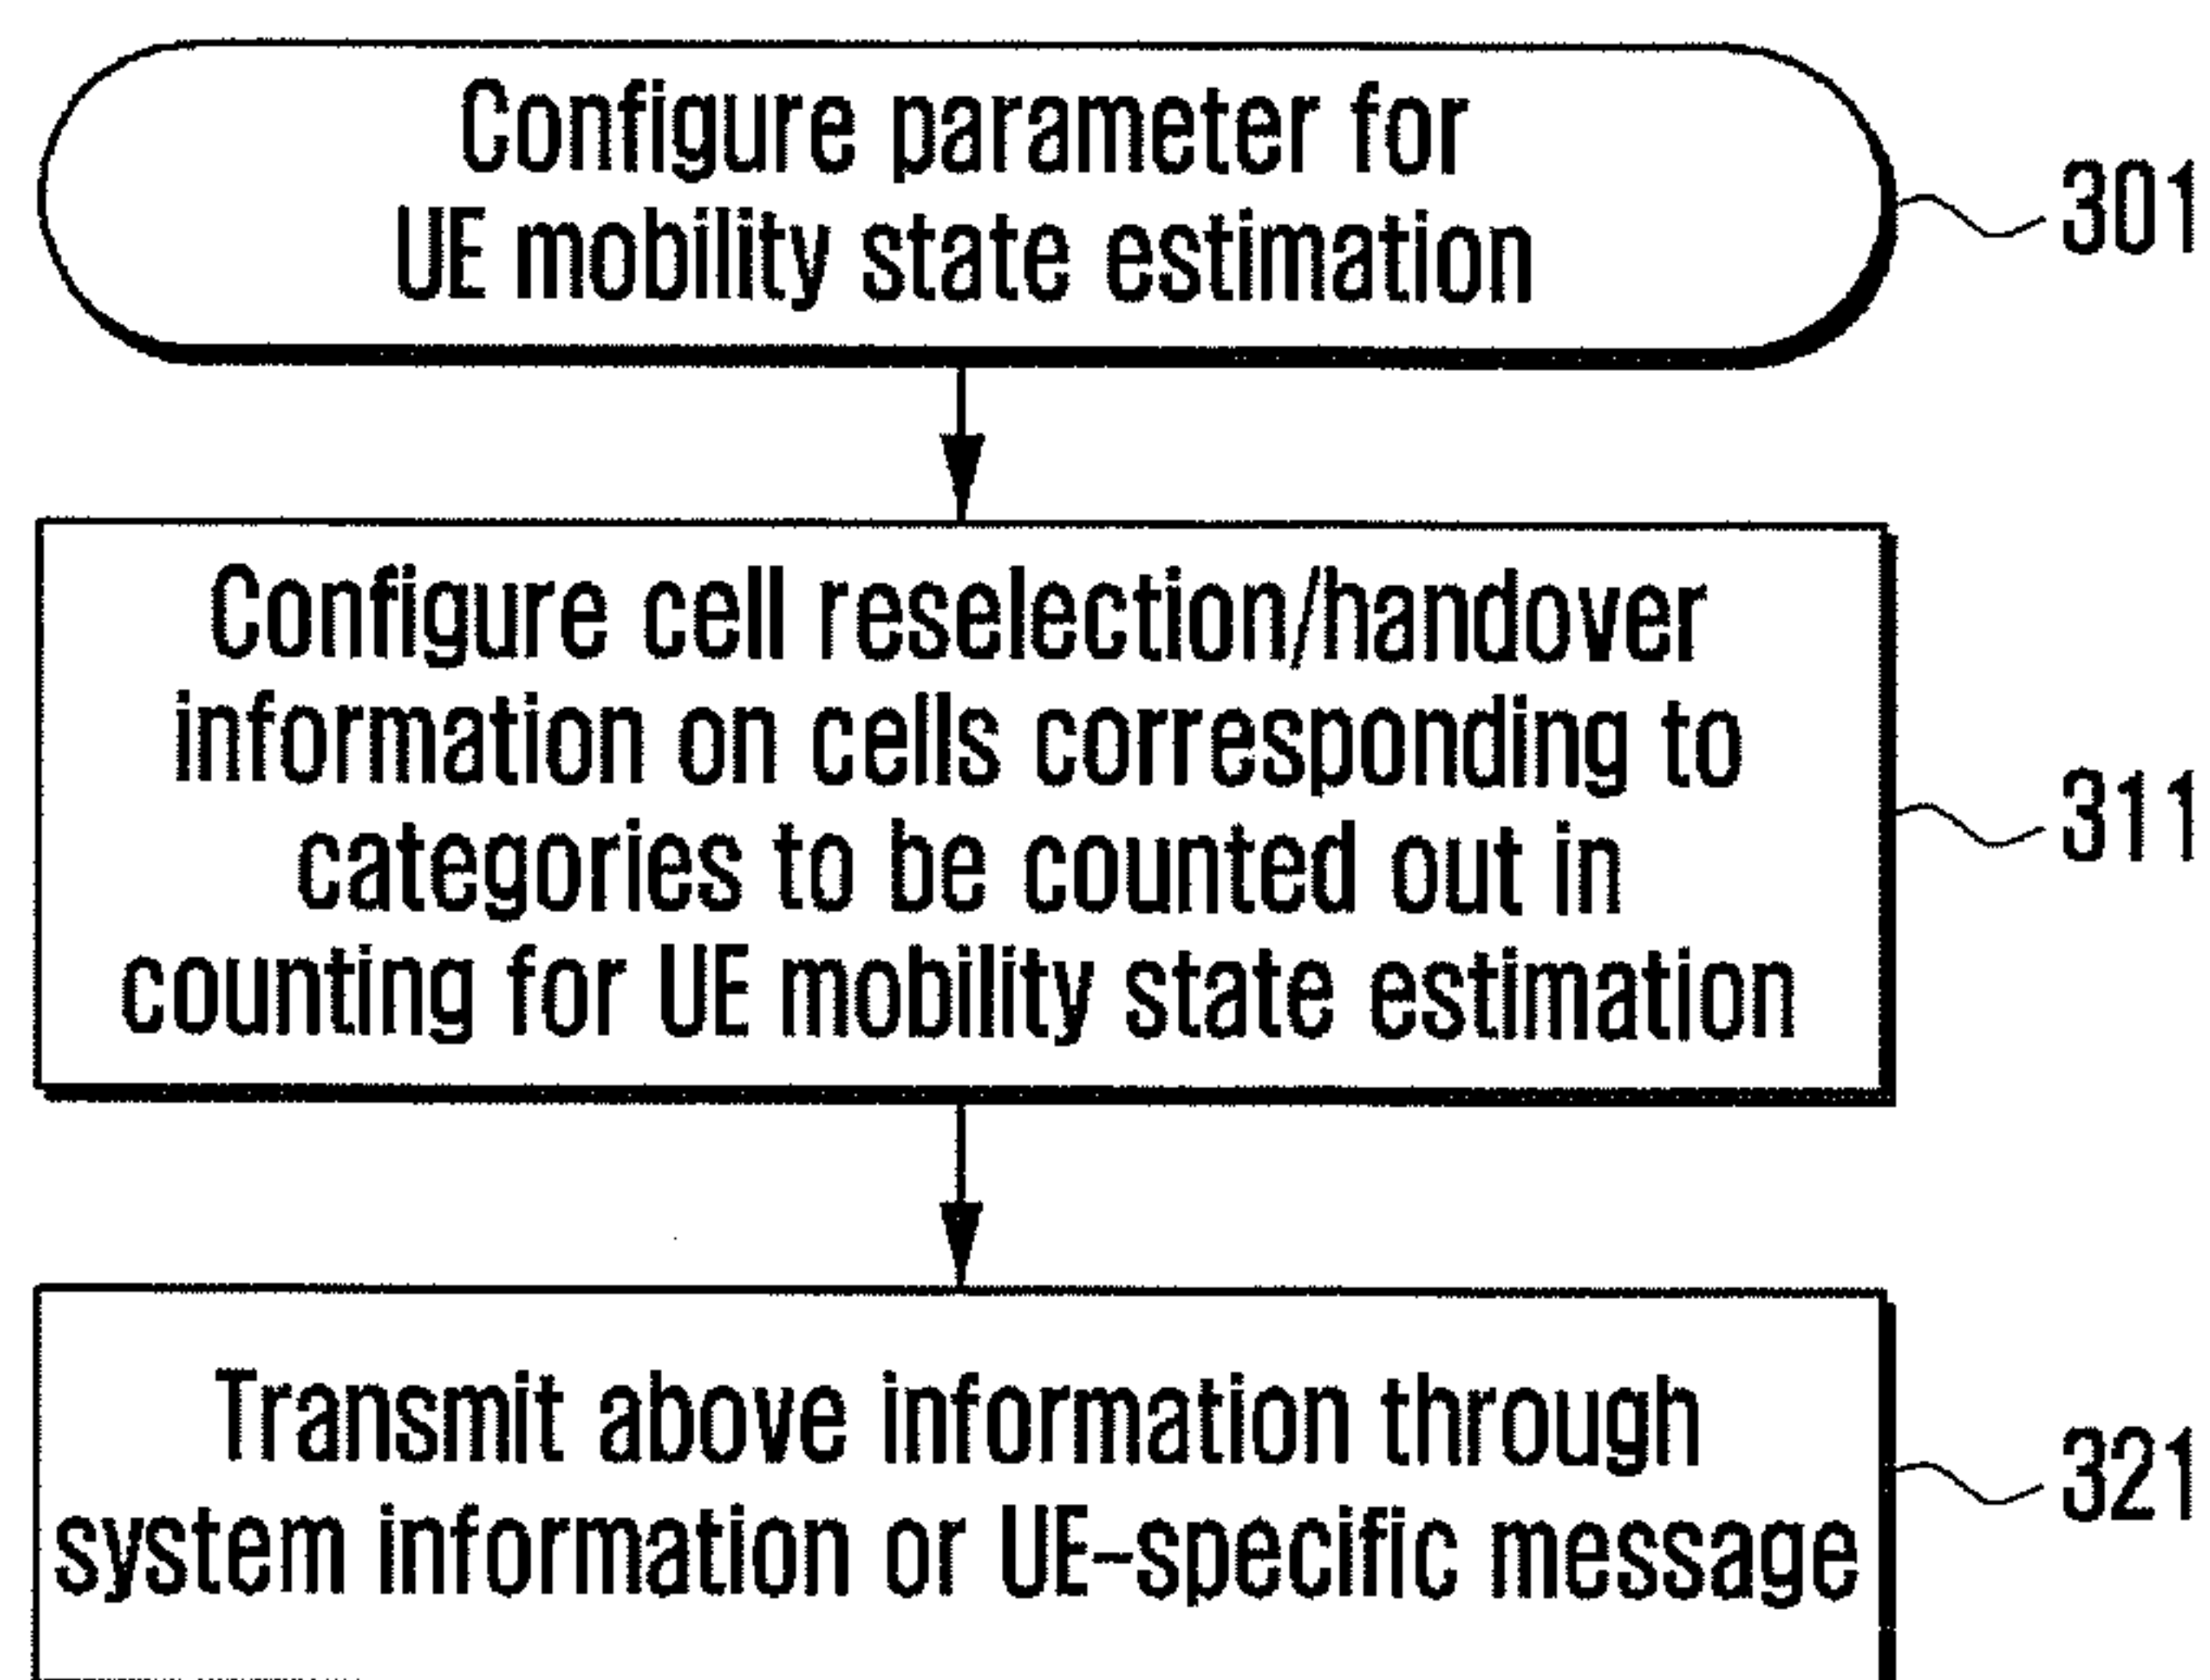 Configure parameter for
UE mobility state estimation
301
Configure cell reselection/handover
information on cells corresponding to
categories to be counted out in
counting for UE mobility state estimation
311
Transmit above information through
system information or UE-specific message
321